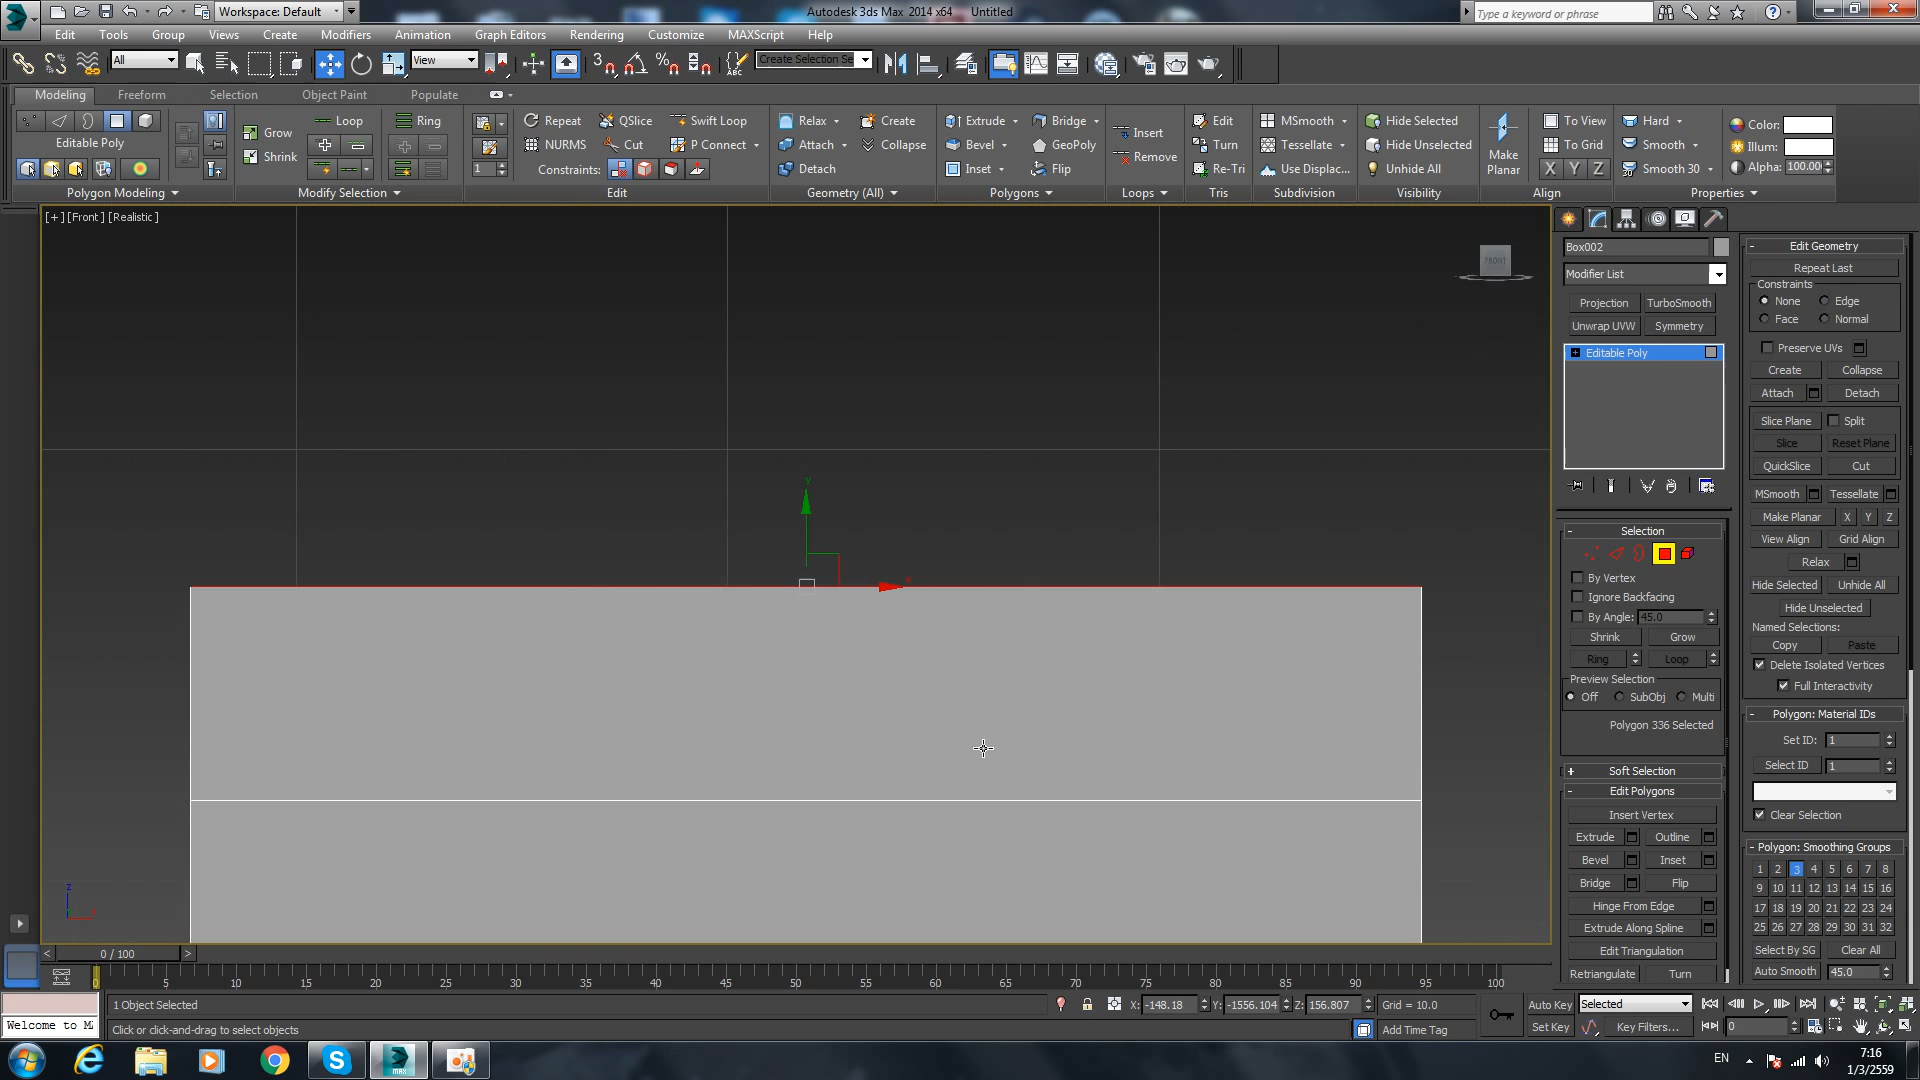 Workspace: Default
Autodesk 3ds Max 2014 x64 Untitled
Type a keyword or phrase
Edit Tools Group Views Create Modifiers Animation Graph Editors Rendering Customize MAXScript Help
All View Create Selection Se
Modeling Freeform Selection Object Paint Populate
Loop Ring Repeat QSlice Swift Loop Relax Create Extrude Bridge Insert Edit MSmooth Hide Selected To View Hard Color:
Editable Poly Grow Shrink NURMS Cut P Connect Attach Collapse Bevel GeoPoly Remove Turn Tessellate Hide Unselected Make Planar To Grid Smooth Illum:
1 Constraints: Detach Inset Flip Re-Tri Use Displac... Unhide All X Y Z Smooth 30 Alpha: 100.00
Polygon Modeling Modify Selection Edit Geometry (All) Polygons Loops Tris Subdivision Visibility Align Properties
[+] [Front ] [Realistic ]
FRONT
y
x
z
Box002
Modifier List
Projection TurboSmooth
Unwrap UVW Symmetry
Editable Poly
Selection
By Vertex
Ignore Backfacing
By Angle: 45.0
Shrink Grow
Ring Loop
Preview Selection
Off SubObj Multi
Polygon 336 Selected
Soft Selection
Edit Polygons
Insert Vertex
Extrude Outline
Bevel Inset
Bridge Flip
Hinge From Edge
Extrude Along Spline
Edit Triangulation
Retriangulate Turn
Edit Geometry
Repeat Last
Constraints
None Edge
Face Normal
Preserve UVs
Create Collapse
Attach Detach
Slice Plane Split
Slice Reset Plane
QuickSlice Cut
MSmooth Tessellate
Make Planar X Y Z
View Align Grid Align
Relax
Hide Selected Unhide All
Hide Unselected
Named Selections:
Copy Paste
Delete Isolated Vertices
Full Interactivity
Polygon: Material IDs
Set ID: 1
Select ID 1
Clear Selection
Polygon: Smoothing Groups
1 2 3 4 5 6 7 8
9 10 11 12 13 14 15 16
17 18 19 20 21 22 23 24
25 26 27 28 29 30 31 32
Select By SG Clear All
Auto Smooth 45.0
< 0 / 100 >
0 5 10 15 20 25 30 35 40 45 50 55 60 65 70 75 80 85 90 95 100
1 Object Selected X: -148.18 Y: -1556.104 Z: 156.807 Grid = 10.0 Auto Key Selected
Welcome to M Click or click-and-drag to select objects Add Time Tag Set Key Key Filters... 0
EN 7:16
1/3/2559